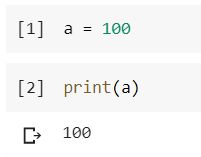 [1] a = 100
[2] print(a)
100